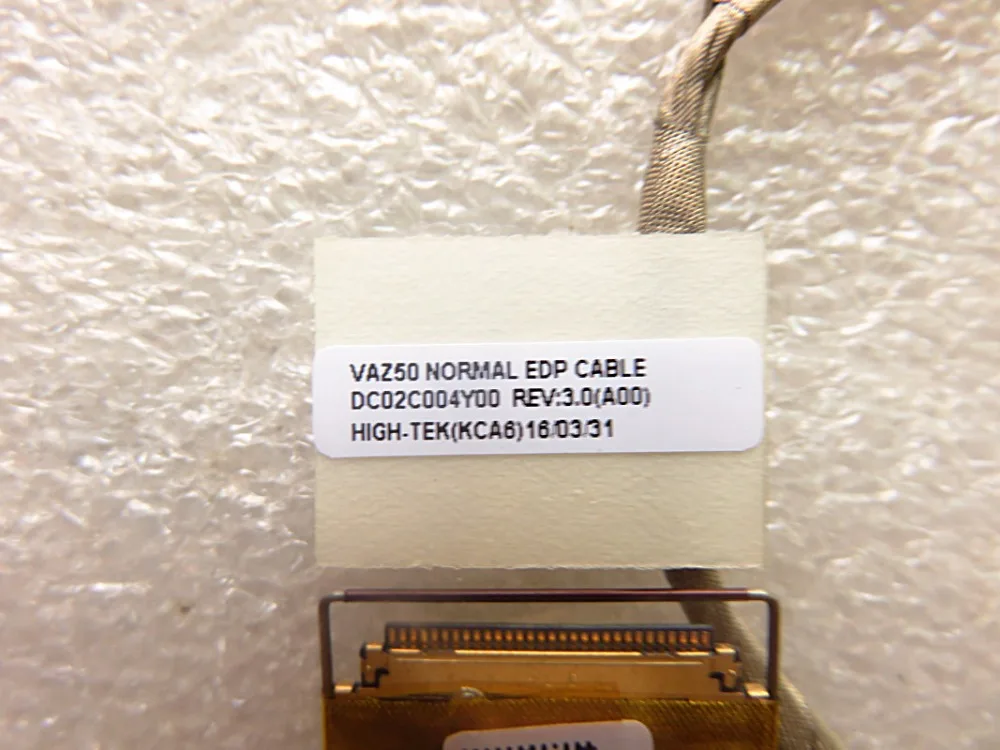 VAZ50 NORMAL EDP CABLE
DC02C004Y00 REV:3.0(A00)
HIGH-TEK(KCA6)16/03/31